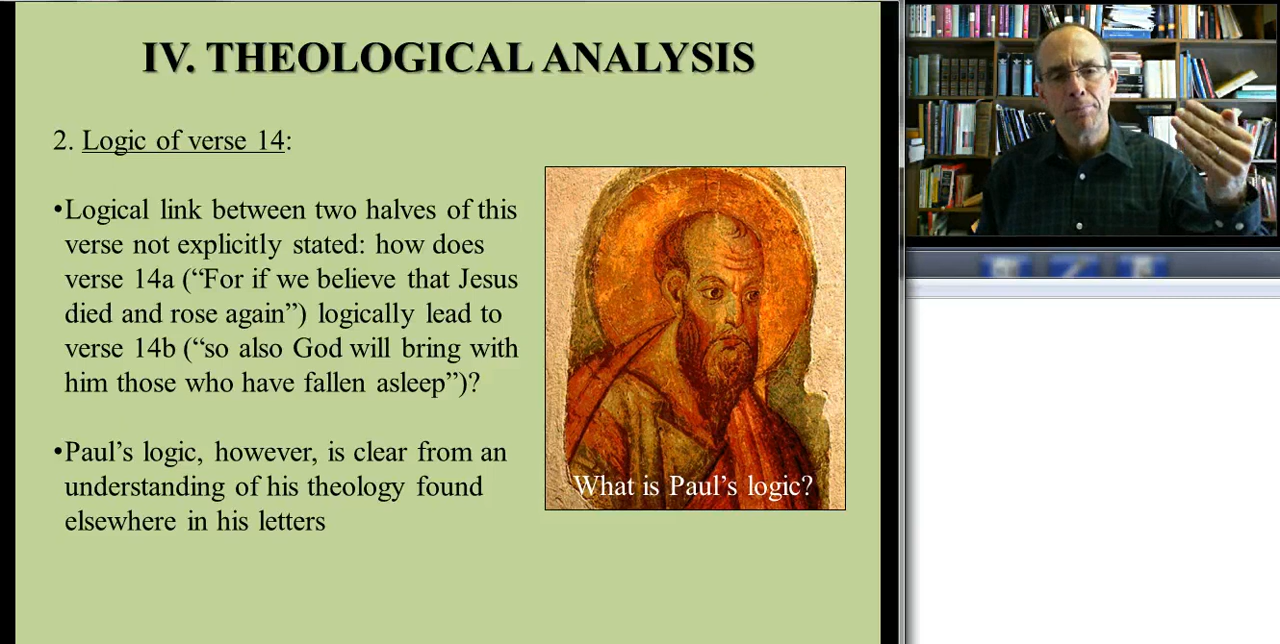 IV. THEOLOGICAL ANALYSIS
2. Logic of verse 14:
•Logical link between two halves of this
verse not explicitly stated: how does
verse 14a (“For if we believe that Jesus
died and rose again”) logically lead to
verse 14b (“so also God will bring with
him those who have fallen asleep”)?
•Paul’s logic, however, is clear from an
understanding of his theology found
elsewhere in his letters
What is Paul’s logic?